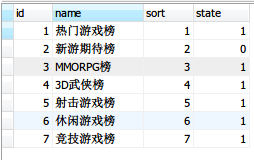 id name sort state
1 热门游戏榜 1 1
2 新游期待榜 2 0
3 MMORPG榜 3 1
4 3D武侠榜 4 1
5 射击游戏榜 5 1
6 休闲游戏榜 6 1
7 竞技游戏榜 7 1